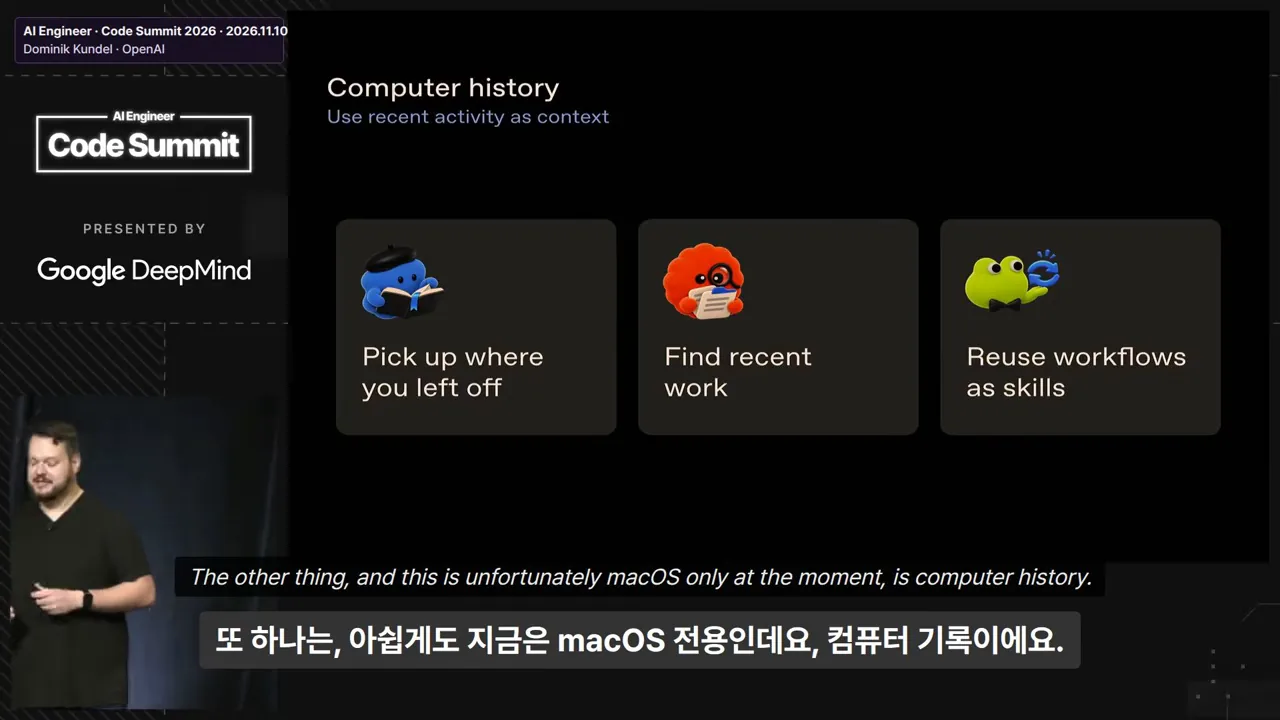 AI Engineer · Code Summit 2026 · 2026.11.10
Dominik Kundel · OpenAI
AI Engineer
Code Summit
PRESENTED BY
Google DeepMind
Computer history
Use recent activity as context
Pick up where
you left off
Find recent
work
Reuse workflows
as skills
The other thing, and this is unfortunately macOS only at the moment, is computer history.
또 하나는, 아쉽게도 지금은 macOS 전용인데요, 컴퓨터 기록이에요.